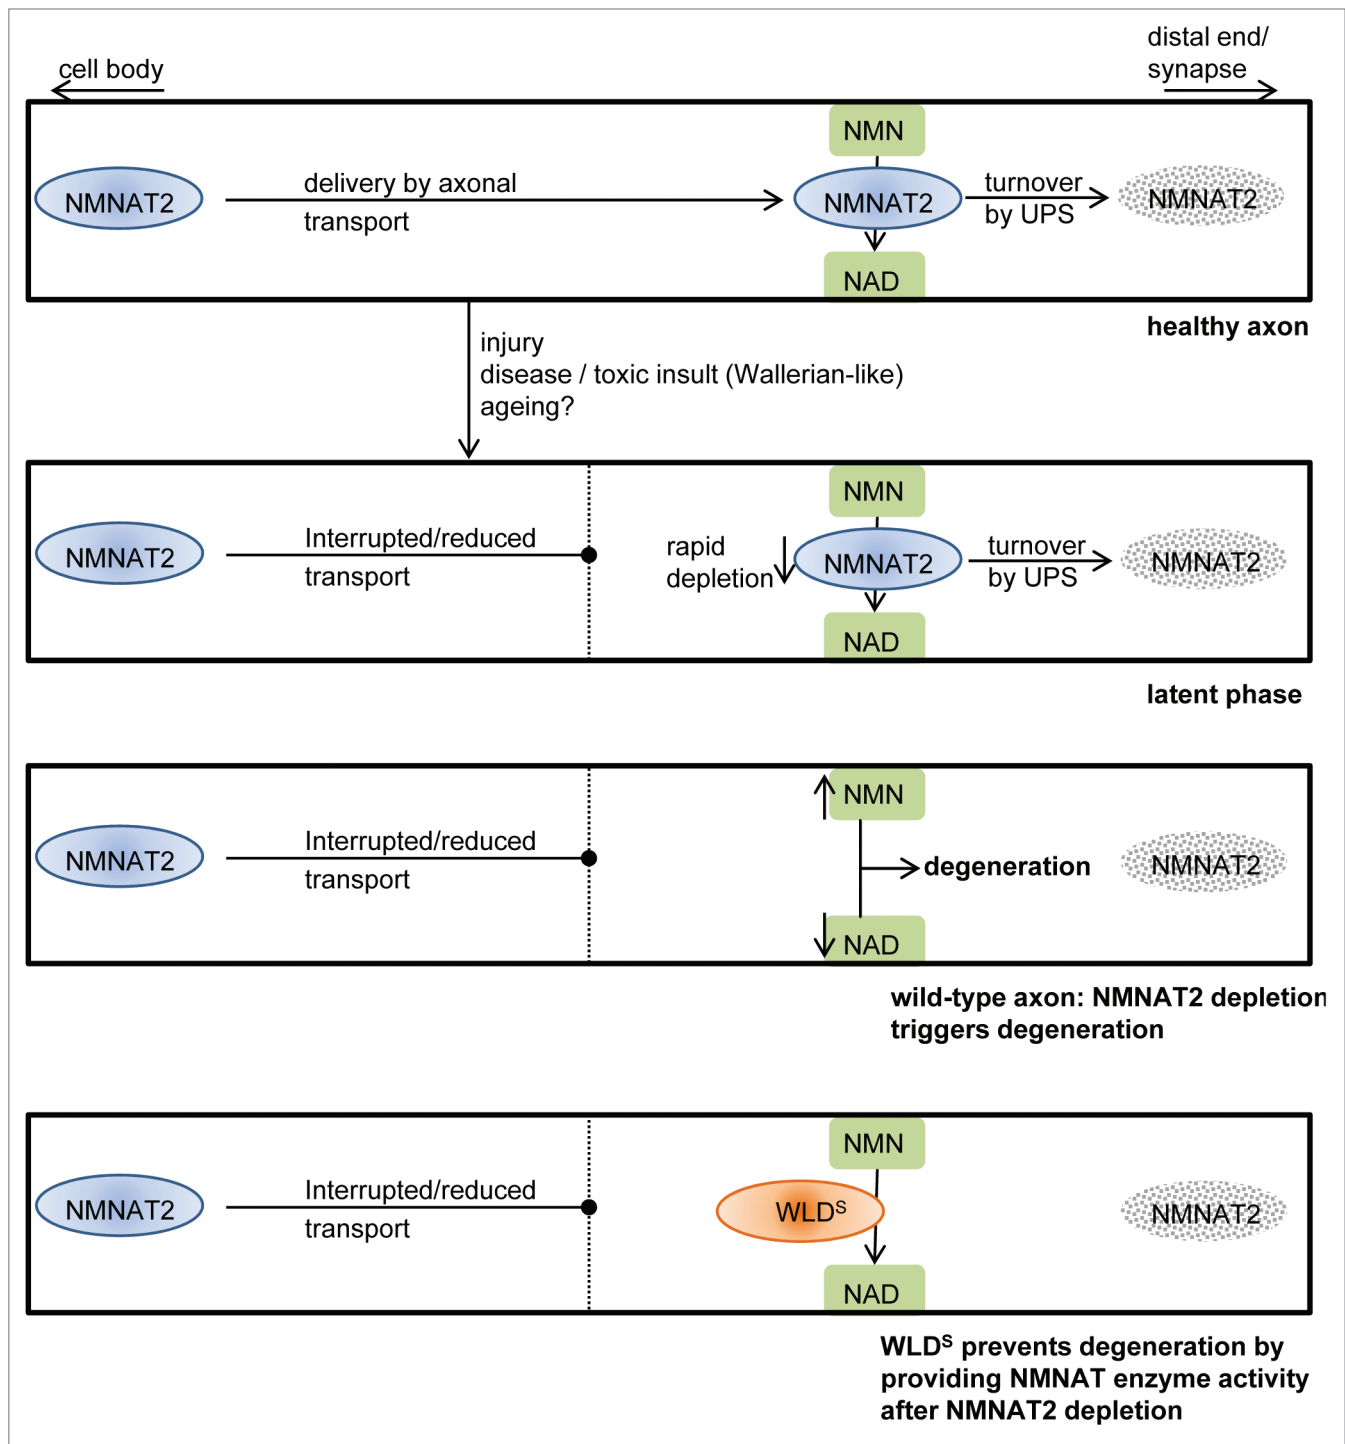 cell body
distal end/
synapse
NMN
NMNAT2
delivery by axonal
transport
NMNAT2
turnover
by UPS
NMNAT2
NAD
healthy axon
injury
disease / toxic insult (Wallerian-like)
ageing?
NMN
NMNAT2
Interrupted/reduced
transport
rapid
depletion
NMNAT2
turnover
by UPS
NMNAT2
NAD
latent phase
NMN
NMNAT2
Interrupted/reduced
transport
degeneration
NMNAT2
NAD
wild-type axon: NMNAT2 depletion
triggers degeneration
NMN
NMNAT2
Interrupted/reduced
transport
WLDS
NMNAT2
NAD
WLDS prevents degeneration by
providing NMNAT enzyme activity
after NMNAT2 depletion